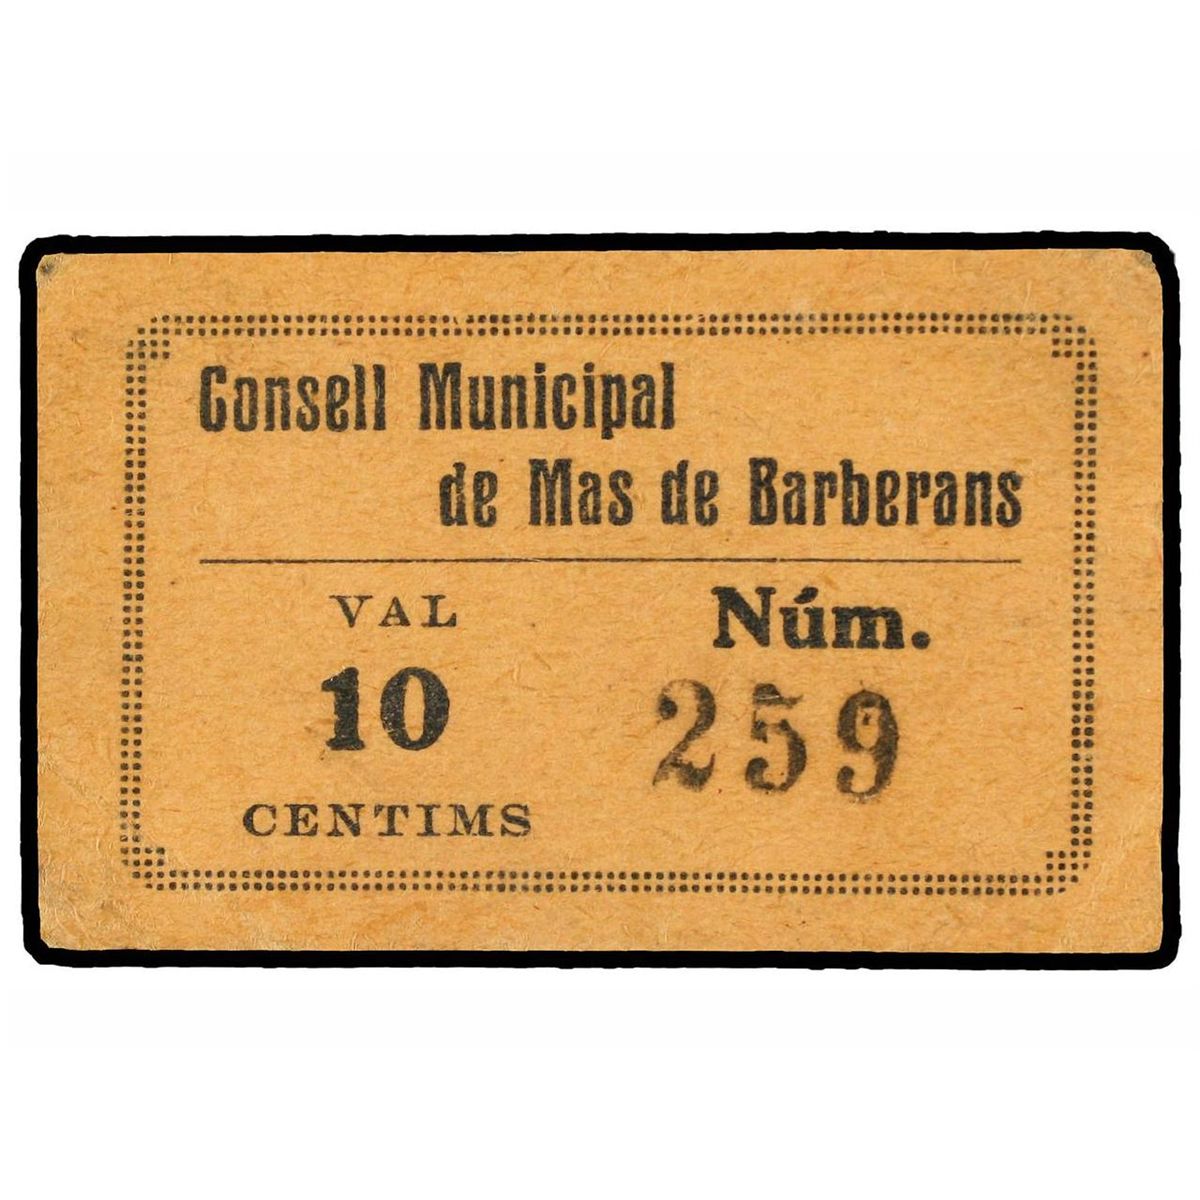 Consell Municipal
de Mas de Barberans
VAL
10
CENTIMS
Núm.
259